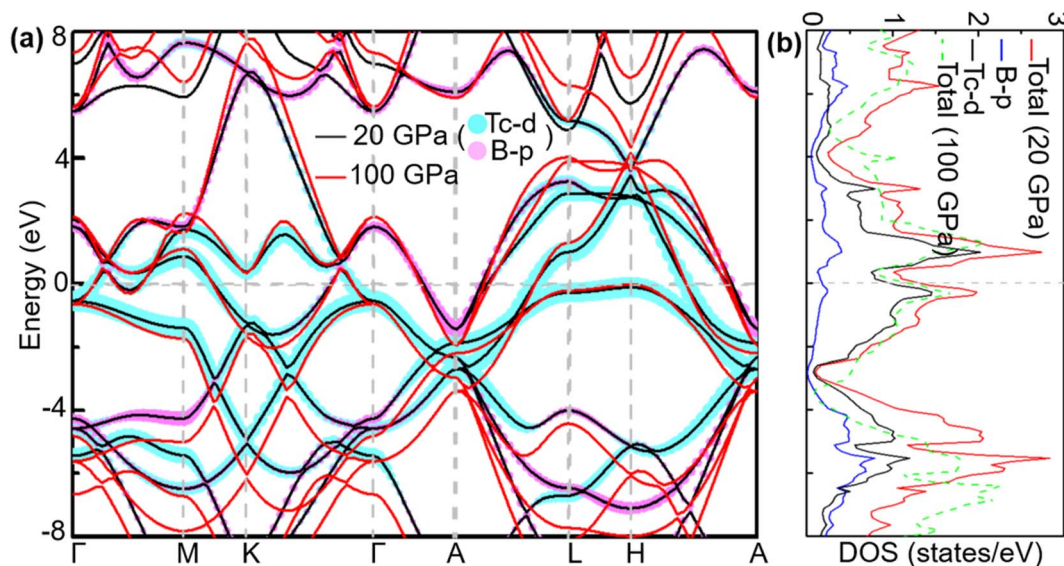 (a)
8
4
0
-4
-8
Energy (eV)
20 GPa (
Tc-d
B-p
)
100 GPa
Γ M K Γ A L H A
(b)
0 1 2 3
Total (20 GPa)
B-p
Tc-d
Total (100 GPa)
DOS (states/eV)